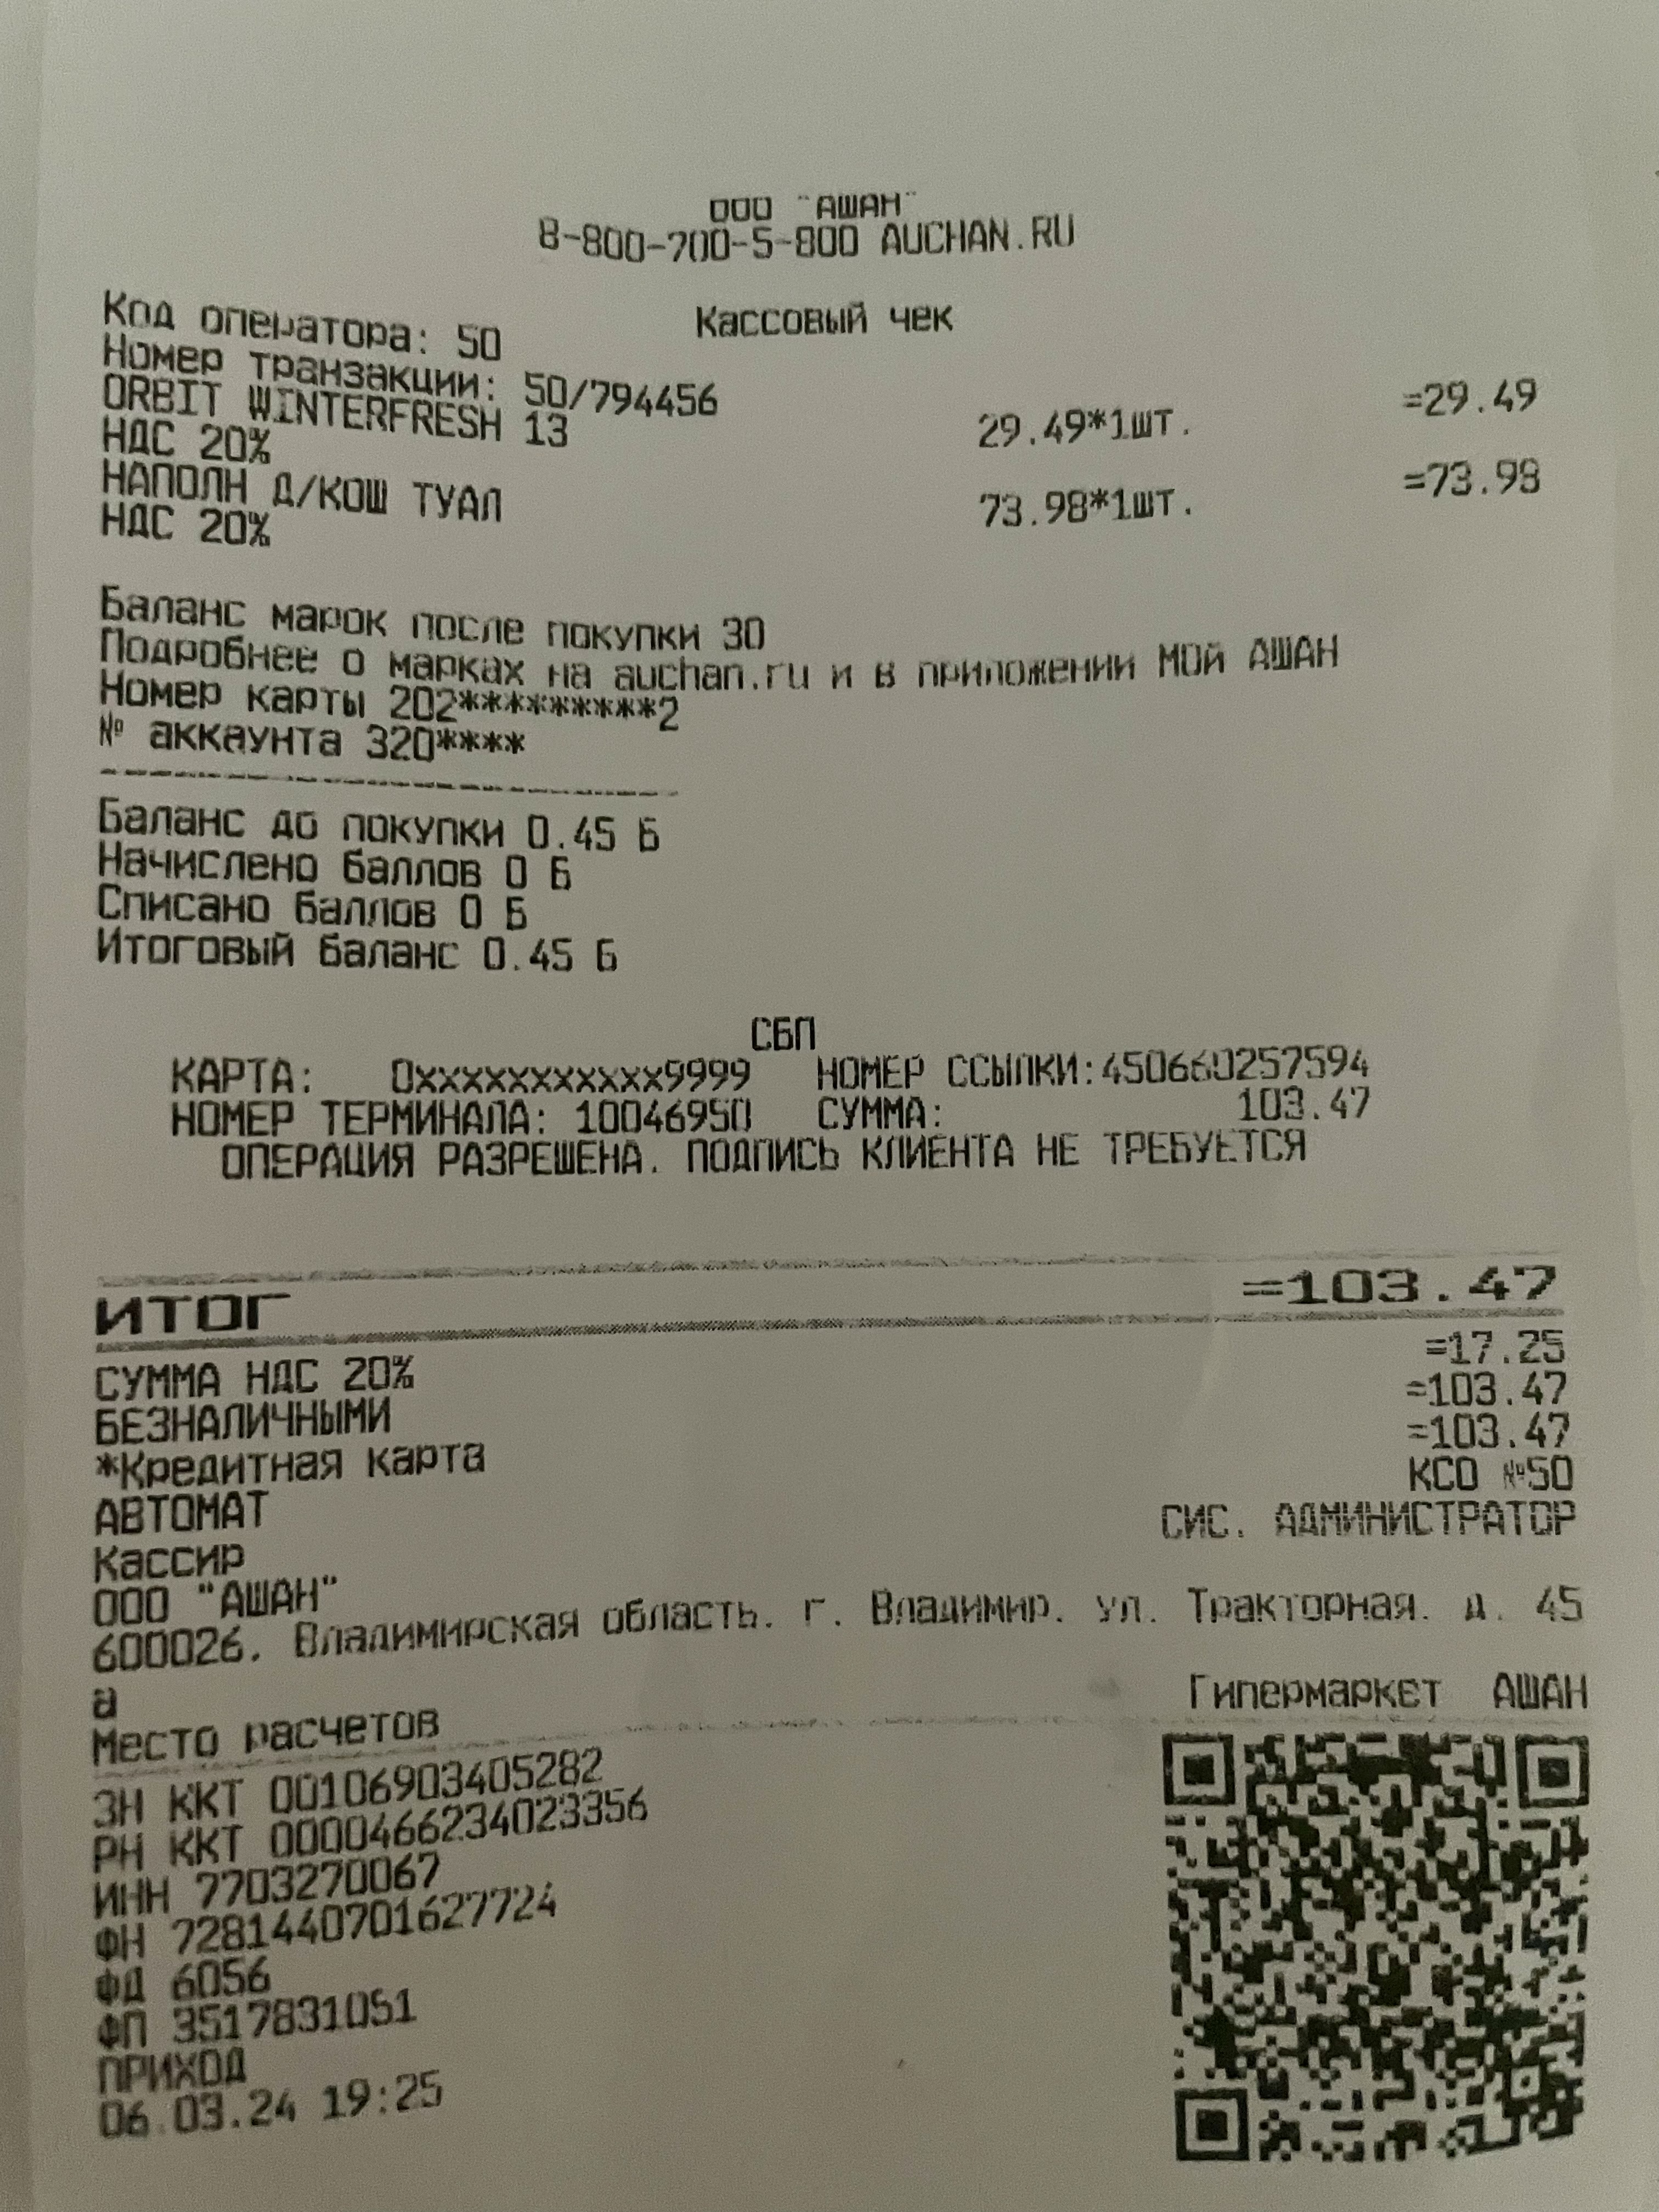 ООО "АШАН"
8-800-700-5-800 AUCHAN.RU
Кассовый чек
Код оператора: 50
Номер транзакции: 50/794456
ORBIT WINTERFRESH 13 29.49*1шт. =29.49
НДС 20%
НАПОЛН Д/КОШ ТУАЛ 73.98*1шт. =73.98
НДС 20%
Баланс марок после покупки 30
Подробнее о марках на auchan.ru и в приложении МОЙ АШАН
Номер карты 202**********2
№ аккаунта 320****
Баланс до покупки 0.45 Б
Начислено баллов 0 Б
Списано баллов 0 Б
Итоговый баланс 0.45 Б
СБП
КАРТА: 0xxxxxxxxxxx9999 НОМЕР ССЫЛКИ:450660257594
НОМЕР ТЕРМИНАЛА: 10046950 СУММА: 103.47
ОПЕРАЦИЯ РАЗРЕШЕНА. ПОДПИСЬ КЛИЕНТА НЕ ТРЕБУЕТСЯ
ИТОГ =103.47
СУММА НДС 20% =17.25
БЕЗНАЛИЧНЫМИ =103.47
*Кредитная карта =103.47
АВТОМАТ КСО №50
Кассир СИС. АДМИНИСТРАТОР
ООО "АШАН"
600026, Владимирская область. г. Владимир. ул. Тракторная. д. 45
а
Место расчетов Гипермаркет АШАН
ЗН ККТ 00106903405282
РН ККТ 0000466234023356
ИНН 7703270067
ФН 7281440701627724
ФД 6056
ФП 3517831051
ПРИХОД
06.03.24 19:25